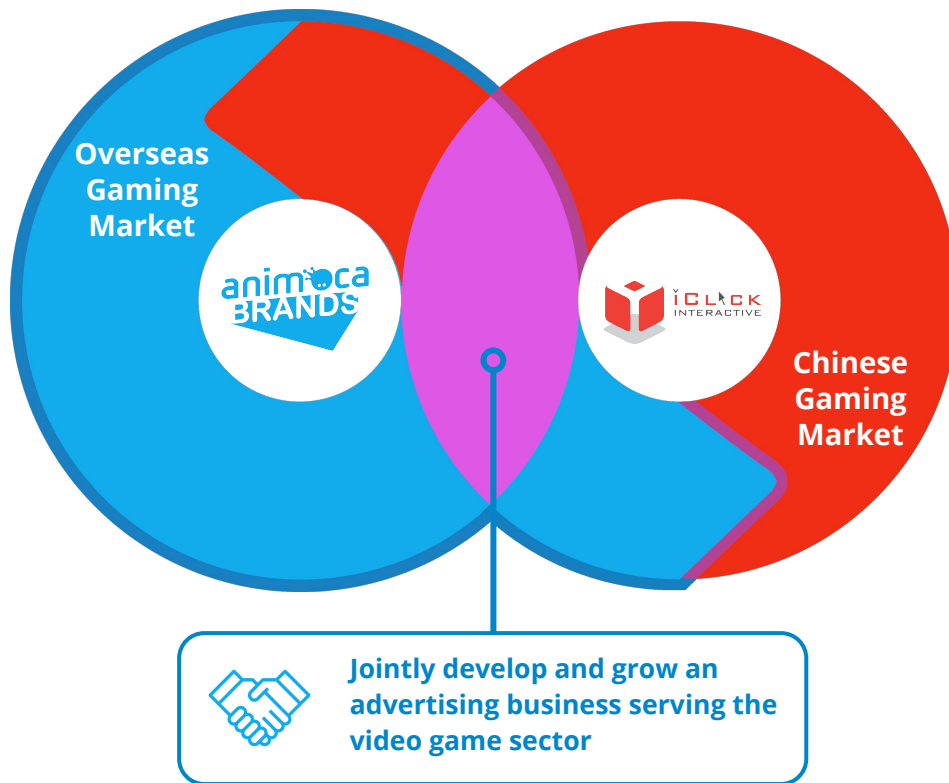 Overseas
Gaming
Market
animoca
BRANDS
iCLiCK
INTERACTIVE
Chinese
Gaming
Market
Jointly develop and grow an
advertising business serving the
video game sector